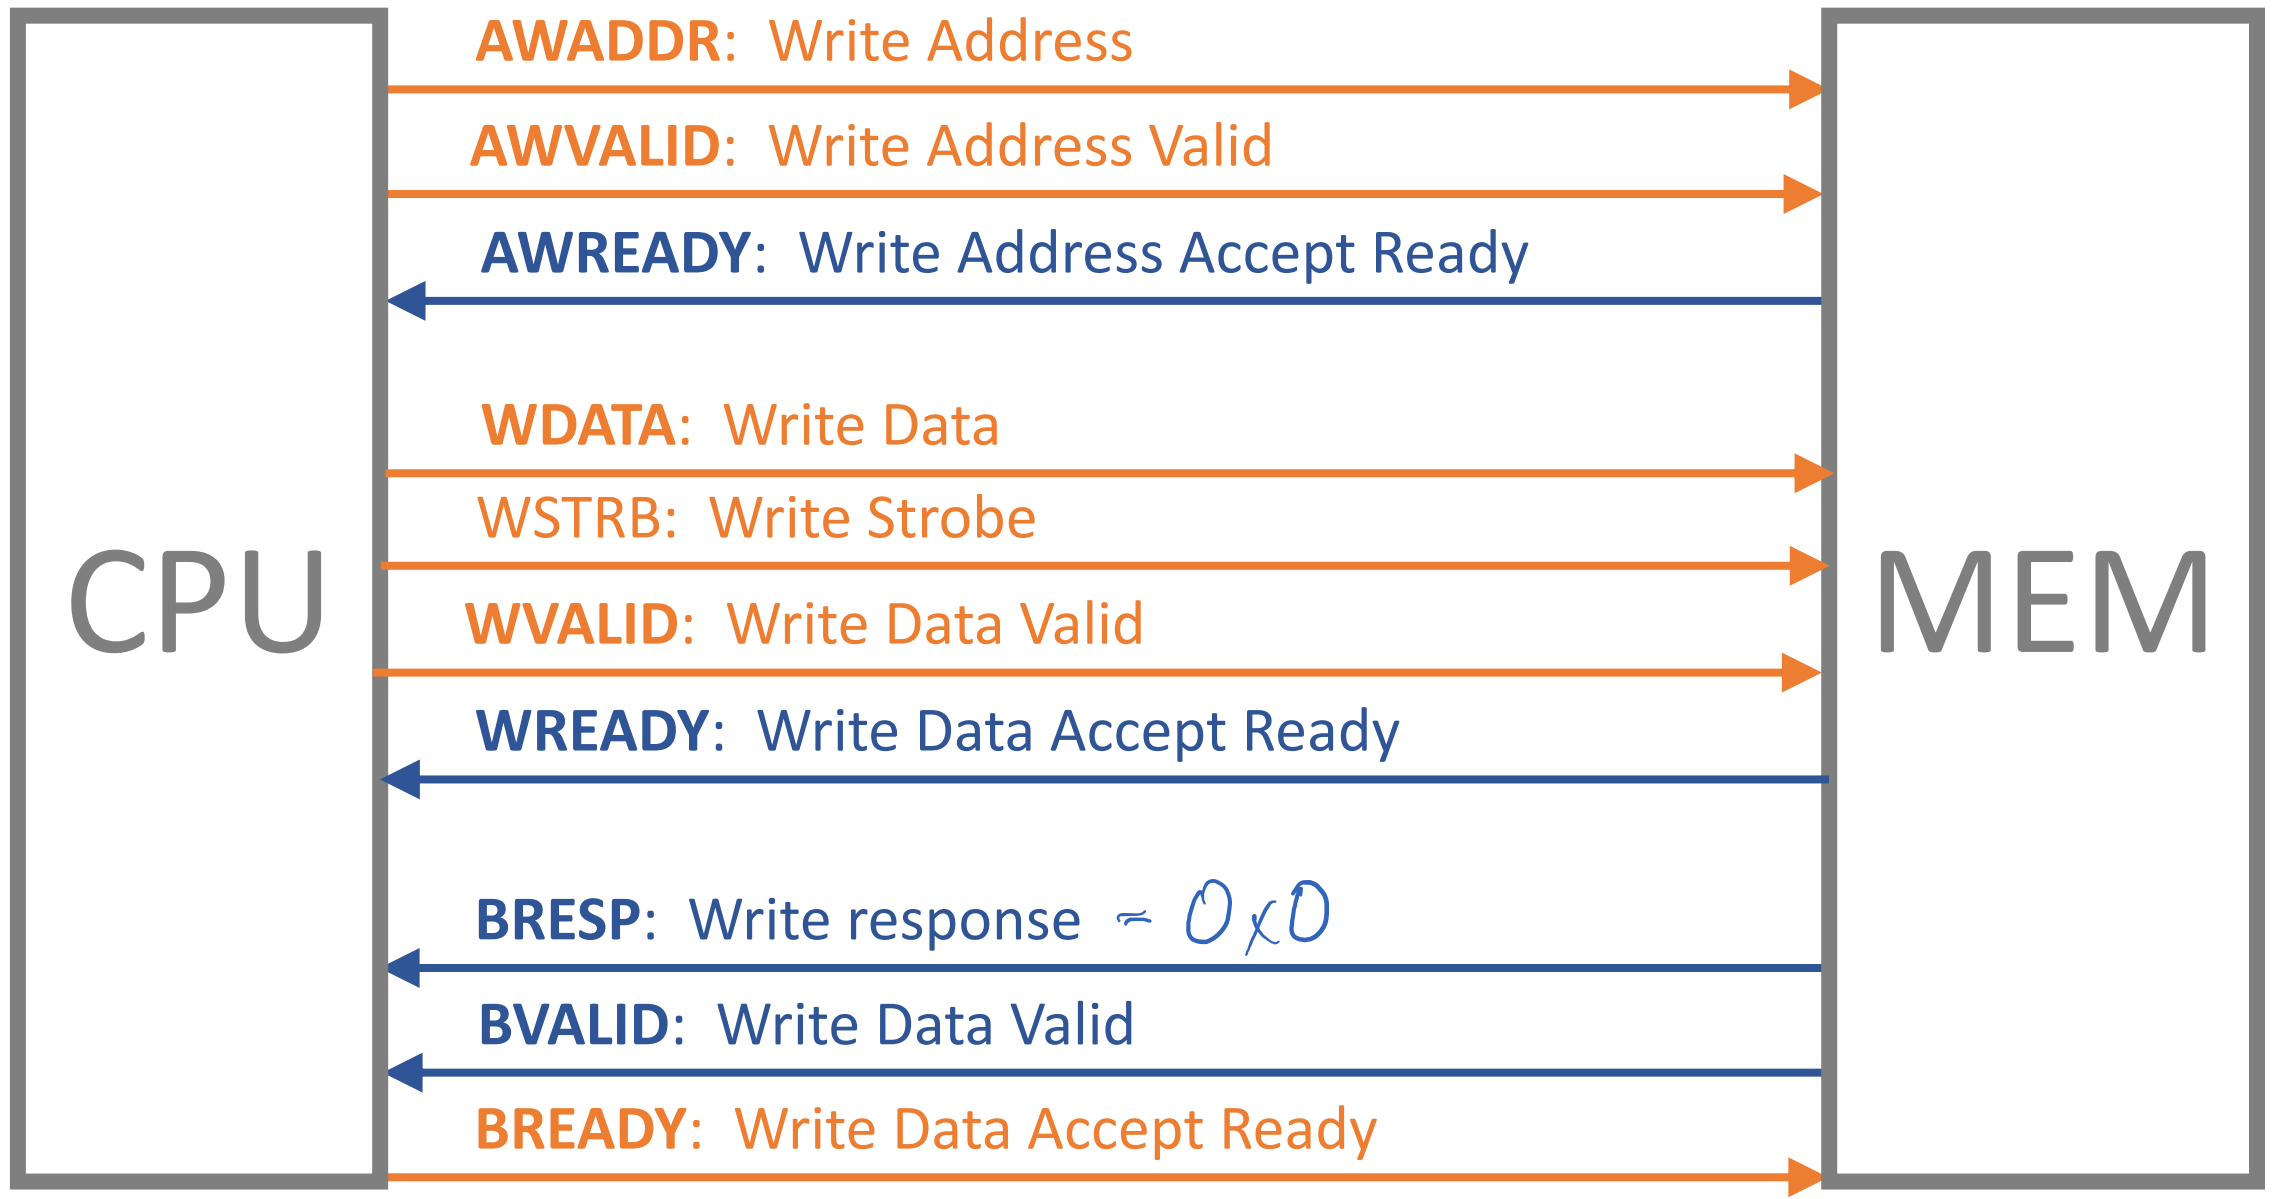 AWADDR: Write Address
AWVALID: Write Address Valid
AWREADY: Write Address Accept Ready
WDATA: Write Data
WSTRB: Write Strobe
CPU
MEM
WVALID: Write Data Valid
WREADY: Write Data Accept Ready
BRESP: Write response = 0x0
BVALID: Write Data Valid
BREADY: Write Data Accept Ready